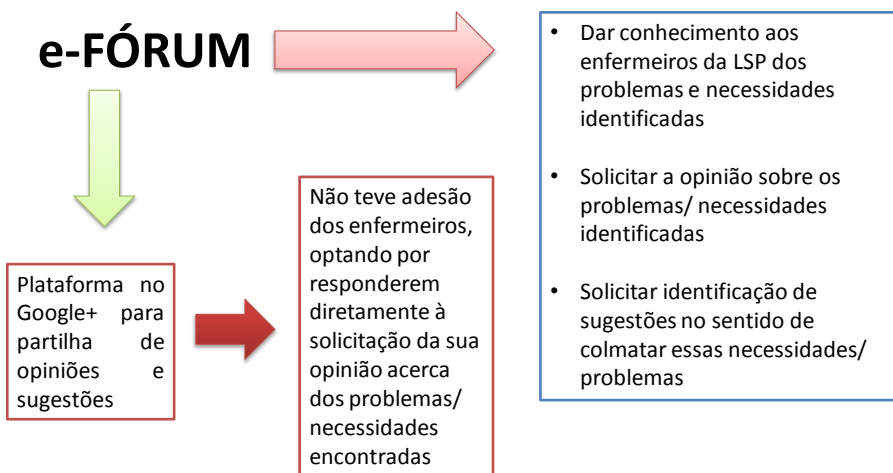 e-FÓRUM
• Dar conhecimento aos
enfermeiros da LSP dos
problemas e necessidades
identificadas
• Solicitar a opinião sobre os
problemas/ necessidades
identificadas
• Solicitar identificação de
sugestões no sentido de
colmatar essas necessidades/
problemas
Plataforma no
Google+ para
partilha de
opiniões e
sugestões
Não teve adesão
dos enfermeiros,
optando por
responderem
diretamente à
solicitação da sua
opinião acerca
dos problemas/
necessidades
encontradas